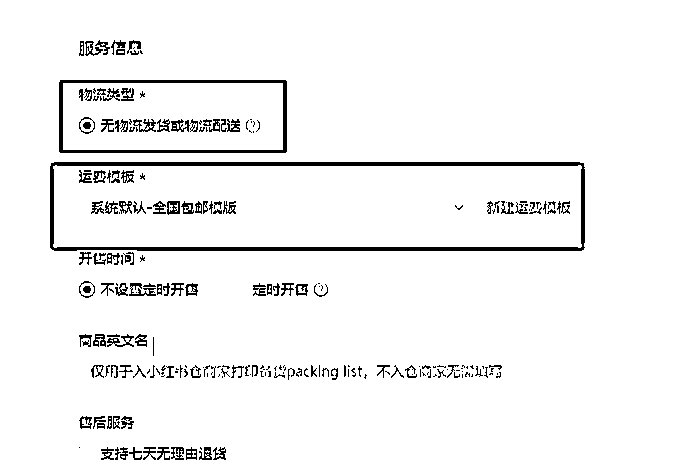 服务信息
物流类型 *
无物流发货或物流配送 ?
运费模板 *
系统默认-全国包邮模版 新建运费模板
开售时间 *
不设置定时开售 定时开售 ?
商品英文名
仅用于入小红书仓商家打印备货packing list，不入仓商家无需填写
售后服务
支持七天无理由退货